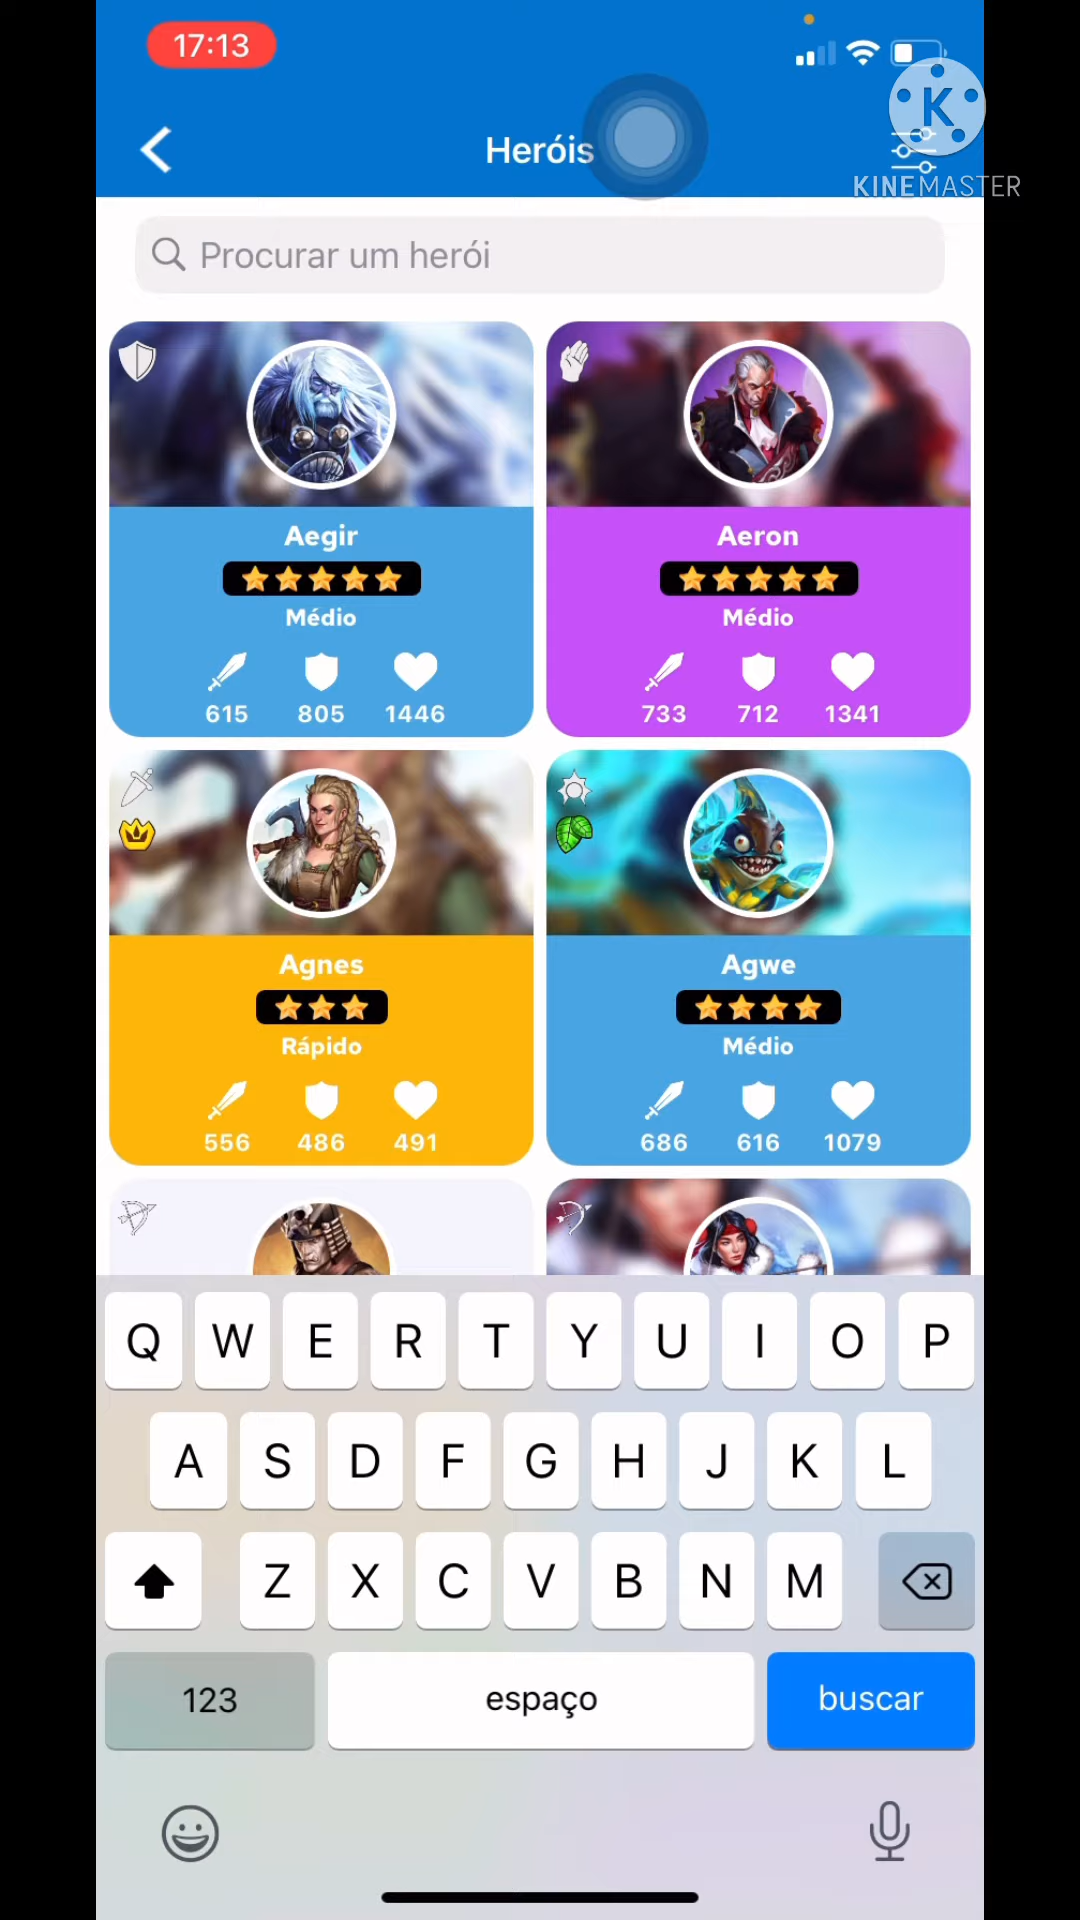 17:13
Heróis
KINEMASTER
Procurar um herói
Aegir
Médio
615 805 1446
Aeron
Médio
733 712 1341
Agnes
Rápido
556 486 491
Agwe
Médio
686 616 1079
Q W E R T Y U I O P
A S D F G H J K L
Z X C V B N M
123 espaço buscar